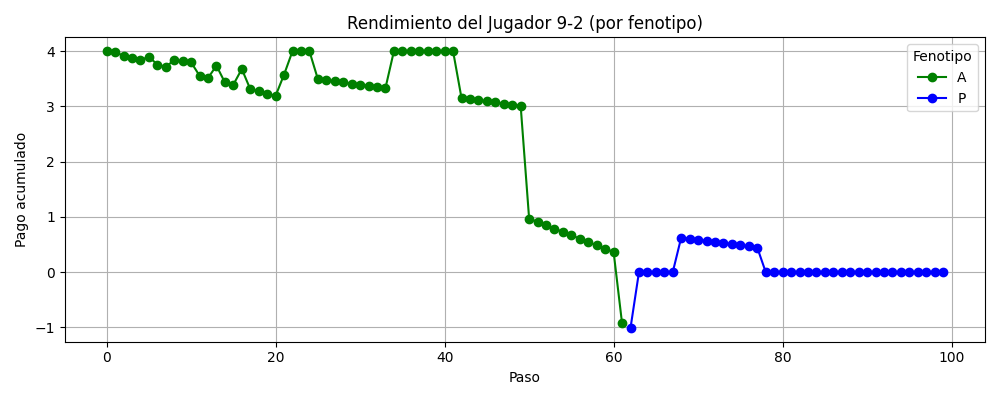 Rendimiento del Jugador 9-2 (por fenotipo)
Pago acumulado
4
3
2
1
0
−1
Fenotipo
A
P
0 20 40 60 80 100
Paso